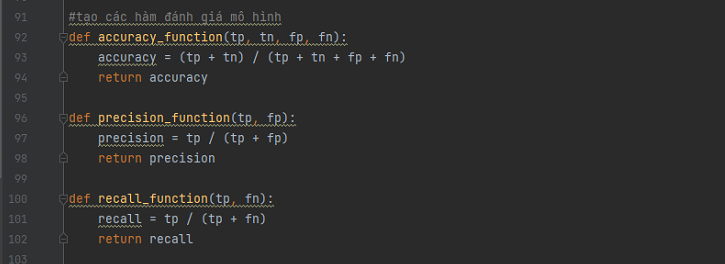 91 #tạo các hàm đánh giá mô hình
92 def accuracy_function(tp, tn, fp, fn):
93 accuracy = (tp + tn) / (tp + tn + fp + fn)
94 return accuracy
95
96 def precision_function(tp, fp):
97 precision = tp / (tp + fp)
98 return precision
99
100 def recall_function(tp, fn):
101 recall = tp / (tp + fn)
102 return recall
103